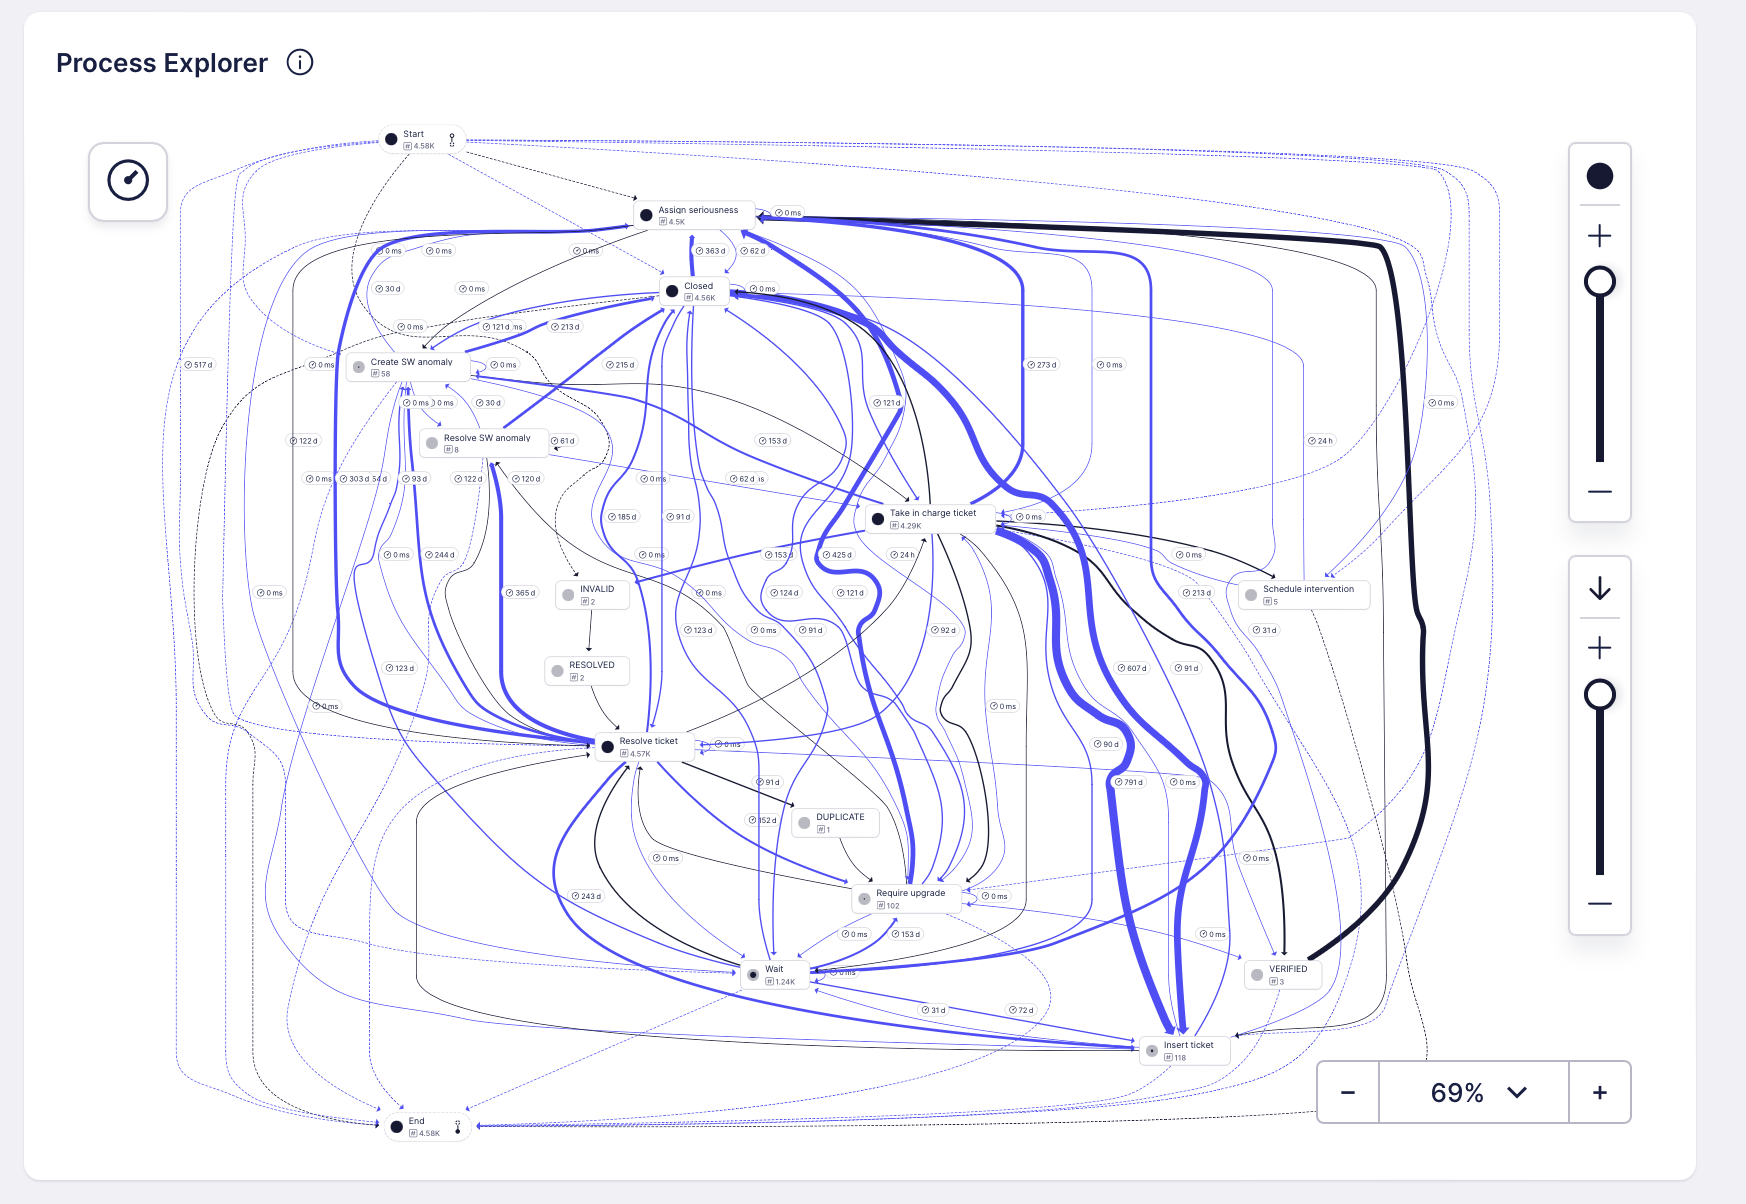 Process Explorer
Start
# 4.58K
Assign seriousness
# 4.5K
0 ms
0 ms
0 ms
0 ms
363 d
62 d
30 d
0 ms
Closed
# 4.56K
0 ms
0 ms
121 d
ms
213 d
517 d
0 ms
Create SW anomaly
# 58
0 ms
215 d
273 d
0 ms
0 ms
0 ms
30 d
121 d
0 ms
122 d
Resolve SW anomaly
# 8
61 d
153 d
24 h
0 ms
303 d
54 d
93 d
122 d
120 d
0 ms
62 d
185 d
91 d
Take in charge ticket
# 4.29K
0 ms
0 ms
244 d
0 ms
153 d
425 d
24 h
0 ms
0 ms
365 d
INVALID
# 2
0 ms
124 d
121 d
213 d
Schedule intervention
# 5
123 d
0 ms
91 d
92 d
31 d
123 d
RESOLVED
# 2
607 d
91 d
0 ms
0 ms
Resolve ticket
# 4.57K
0 ms
90 d
91 d
791 d
0 ms
152 d
DUPLICATE
# 1
0 ms
0 ms
243 d
Require upgrade
# 102
0 ms
0 ms
153 d
0 ms
Wait
# 1.24K
0 ms
VERIFIED
# 3
31 d
72 d
Insert ticket
# 118
69%
End
# 4.58K